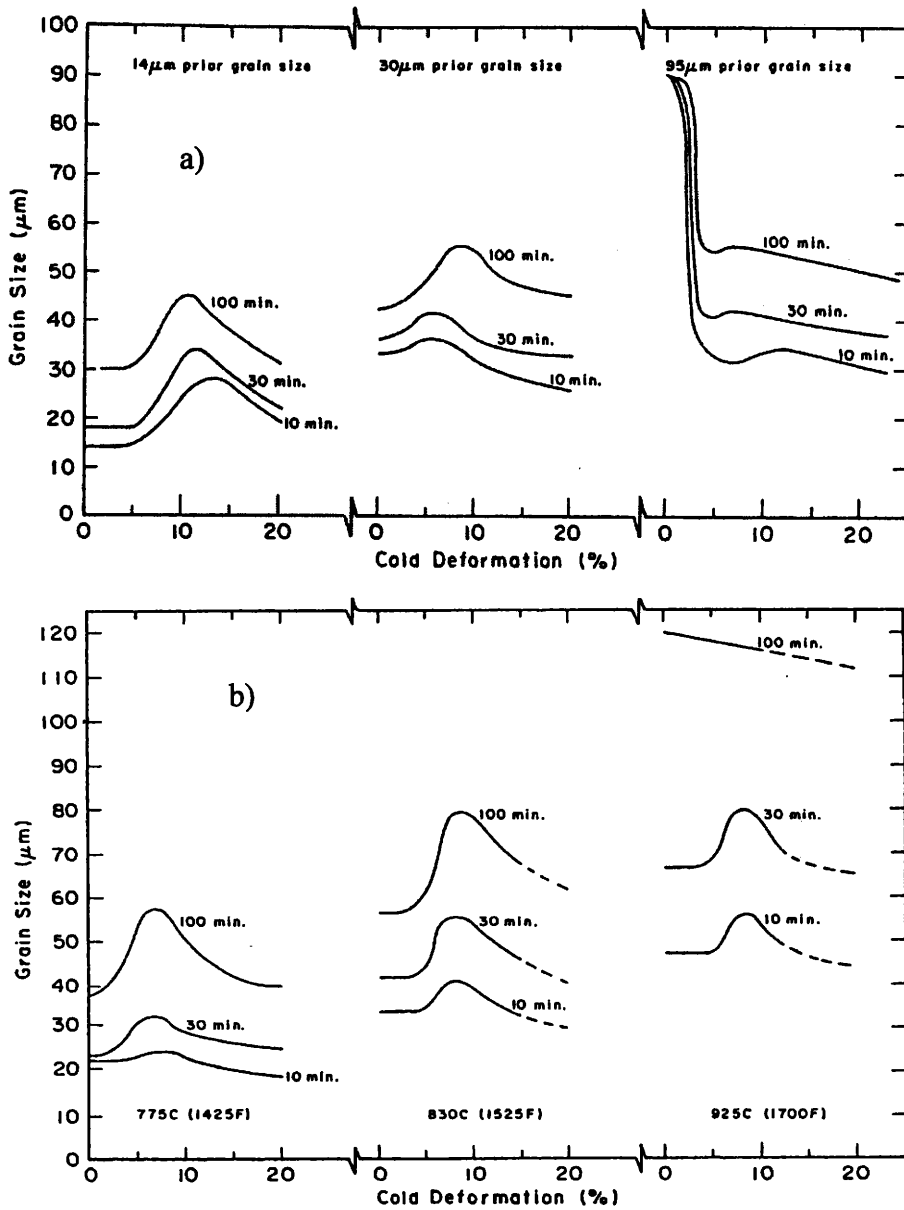 100
90
80
70
60
50
40
30
20
10
0
Grain Size (μm)
a)
14μm prior grain size
30μm prior grain size
95μm prior grain size
100 min.
30 min.
10 min.
100 min.
30 min.
10 min.
100 min.
30 min.
10 min.
0 10 20 0 10 20 0 10 20
Cold Deformation (%)
120
110
100
90
80
70
60
50
40
30
20
10
0
Grain Size (μm)
b)
100 min.
30 min.
10 min.
100 min.
30 min.
10 min.
100 min.
30 min.
10 min.
775C (1425F)
830C (1525F)
925C (1700F)
0 10 20 0 10 20 0 10 20
Cold Deformation (%)